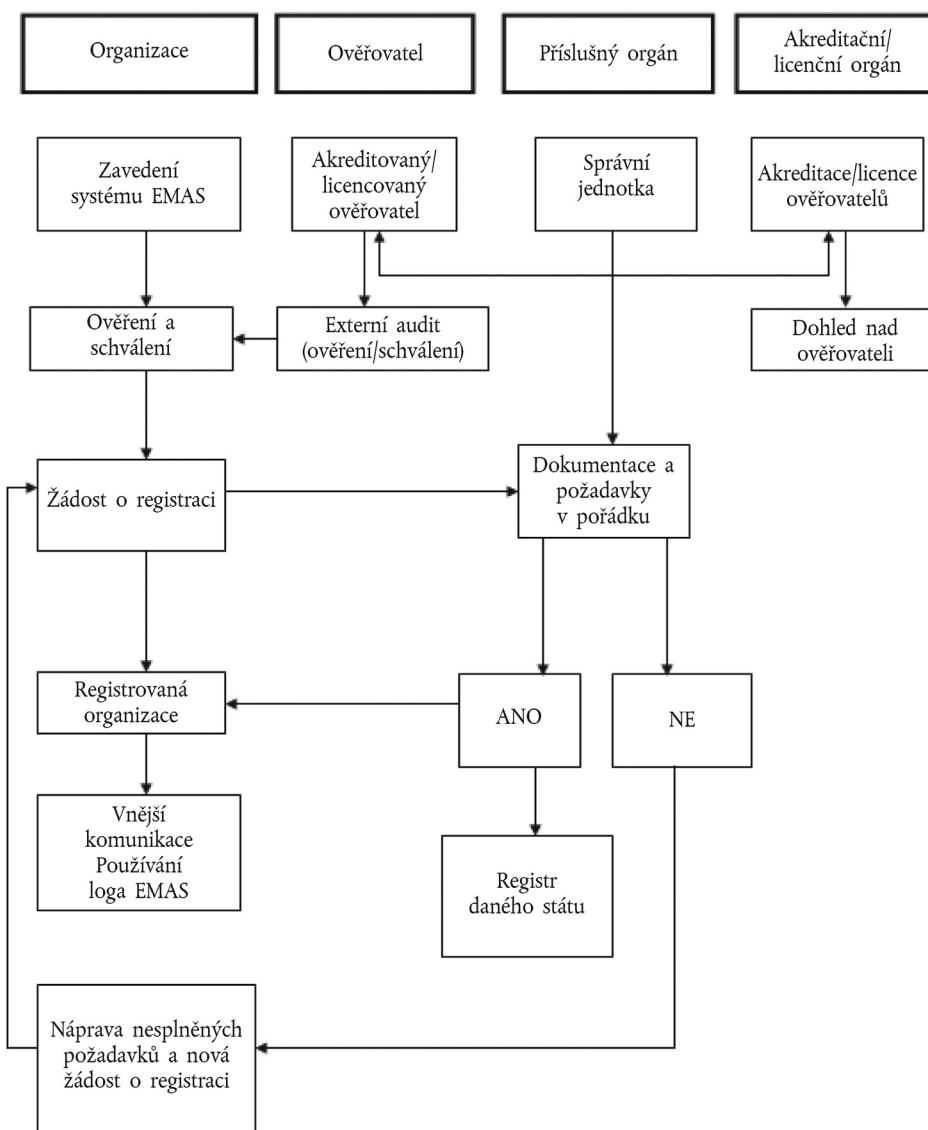 Organizace
Ověřovatel
Příslušný orgán
Akreditační/
licenční orgán
Zavedení
systému EMAS
Akreditovaný/
licencovaný
ověřovatel
Správní
jednotka
Akreditace/licence
ověřovatelů
Ověření a
schválení
Externí audit
(ověření/schválení)
Dohled nad
ověřovateli
Žádost o registraci
Dokumentace a
požadavky
v pořádku
Registrovaná
organizace
ANO
NE
Vnější
komunikace
Používání
loga EMAS
Registr
daného státu
Náprava nesplněných
požadavků a nová
žádost o registraci